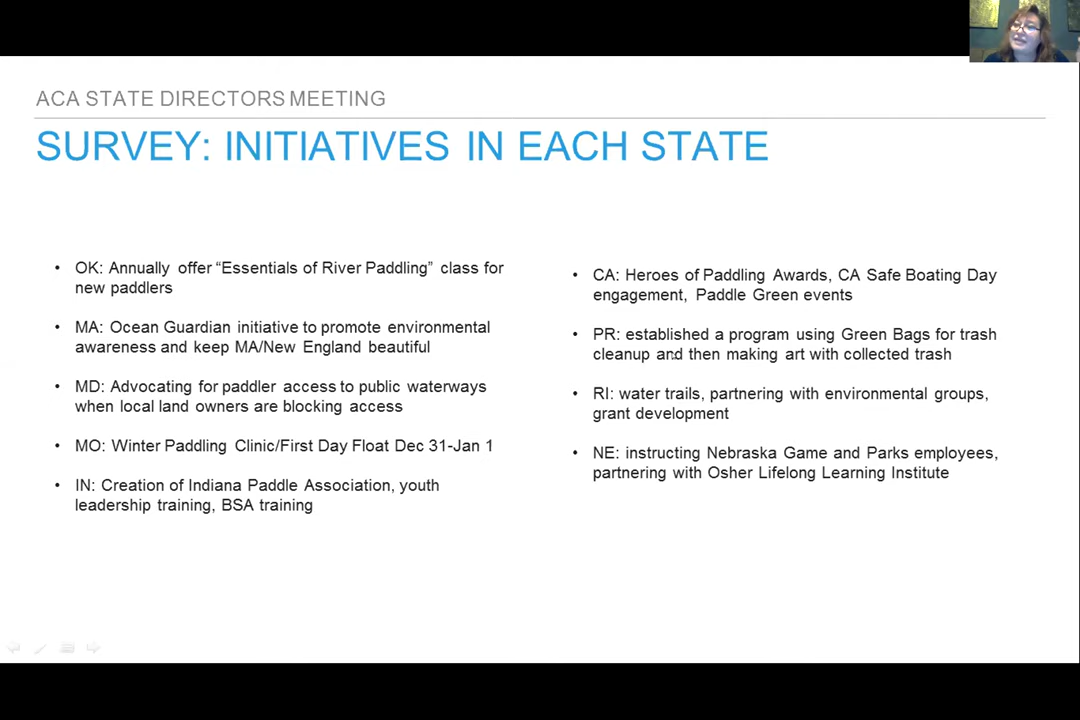 ACA STATE DIRECTORS MEETING
SURVEY: INITIATIVES IN EACH STATE
• OK: Annually offer “Essentials of River Paddling” class for
new paddlers
• MA: Ocean Guardian initiative to promote environmental
awareness and keep MA/New England beautiful
• MD: Advocating for paddler access to public waterways
when local land owners are blocking access
• MO: Winter Paddling Clinic/First Day Float Dec 31-Jan 1
• IN: Creation of Indiana Paddle Association, youth
leadership training, BSA training
• CA: Heroes of Paddling Awards, CA Safe Boating Day
engagement, Paddle Green events
• PR: established a program using Green Bags for trash
cleanup and then making art with collected trash
• RI: water trails, partnering with environmental groups,
grant development
• NE: instructing Nebraska Game and Parks employees,
partnering with Osher Lifelong Learning Institute